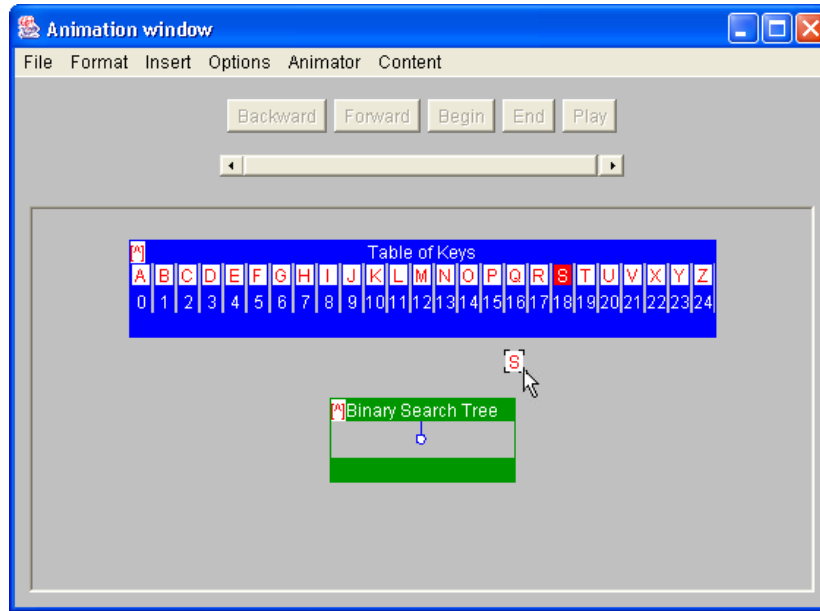 Animation window
File Format Insert Options Animator Content
Backward Forward Begin End Play
[^] Table of Keys
A B C D E F G H I J K L M N O P Q R S T U V X Y Z
0 1 2 3 4 5 6 7 8 9 10 11 12 13 14 15 16 17 18 19 20 21 22 23 24
S
[^] Binary Search Tree